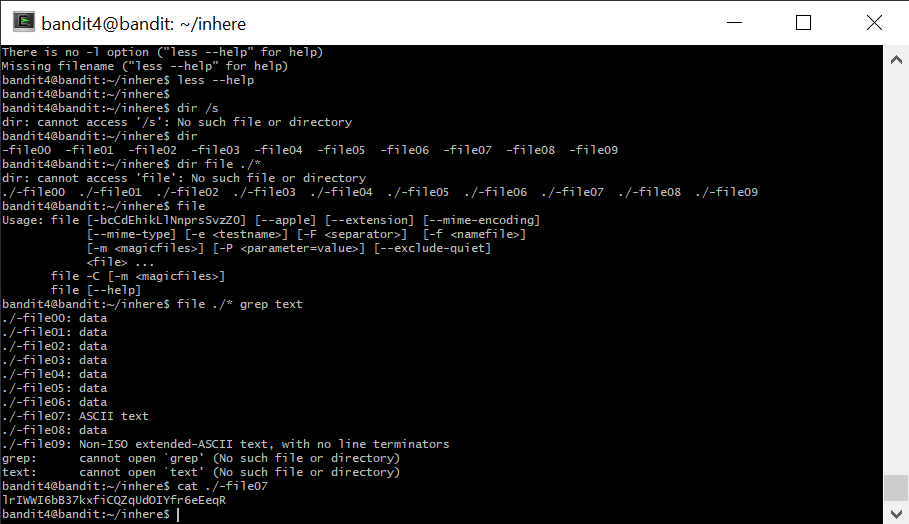 bandit4@bandit: ~/inhere
There is no -l option ("less --help" for help)
Missing filename ("less --help" for help)
bandit4@bandit:~/inhere$ less --help
bandit4@bandit:~/inhere$
bandit4@bandit:~/inhere$ dir /s
dir: cannot access '/s': No such file or directory
bandit4@bandit:~/inhere$ dir
-file00  -file01  -file02  -file03  -file04  -file05  -file06  -file07  -file08  -file09
bandit4@bandit:~/inhere$ dir file ./*
dir: cannot access 'file': No such file or directory
./-file00  ./-file01  ./-file02  ./-file03  ./-file04  ./-file05  ./-file06  ./-file07  ./-file08  ./-file09
bandit4@bandit:~/inhere$ file
Usage: file [-bcCdEhikLlNnprsSvzZ0] [--apple] [--extension] [--mime-encoding]
            [--mime-type] [-e <testname>] [-F <separator>]  [-f <namefile>]
            [-m <magicfiles>] [-P <parameter=value>] [--exclude-quiet]
            <file> ...
       file -C [-m <magicfiles>]
       file [--help]
bandit4@bandit:~/inhere$ file ./* grep text
./-file00: data
./-file01: data
./-file02: data
./-file03: data
./-file04: data
./-file05: data
./-file06: data
./-file07: ASCII text
./-file08: data
./-file09: Non-ISO extended-ASCII text, with no line terminators
grep:      cannot open `grep' (No such file or directory)
text:      cannot open `text' (No such file or directory)
bandit4@bandit:~/inhere$ cat ./-file07
lrIWWI6bB37kxfiCQZqUdOIYfr6eEeqR
bandit4@bandit:~/inhere$